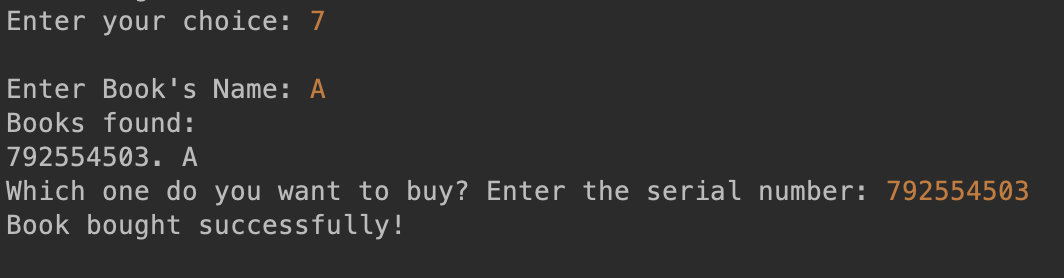 Enter your choice: 7
Enter Book's Name: A
Books found:
792554503. A
Which one do you want to buy? Enter the serial number: 792554503
Book bought successfully!